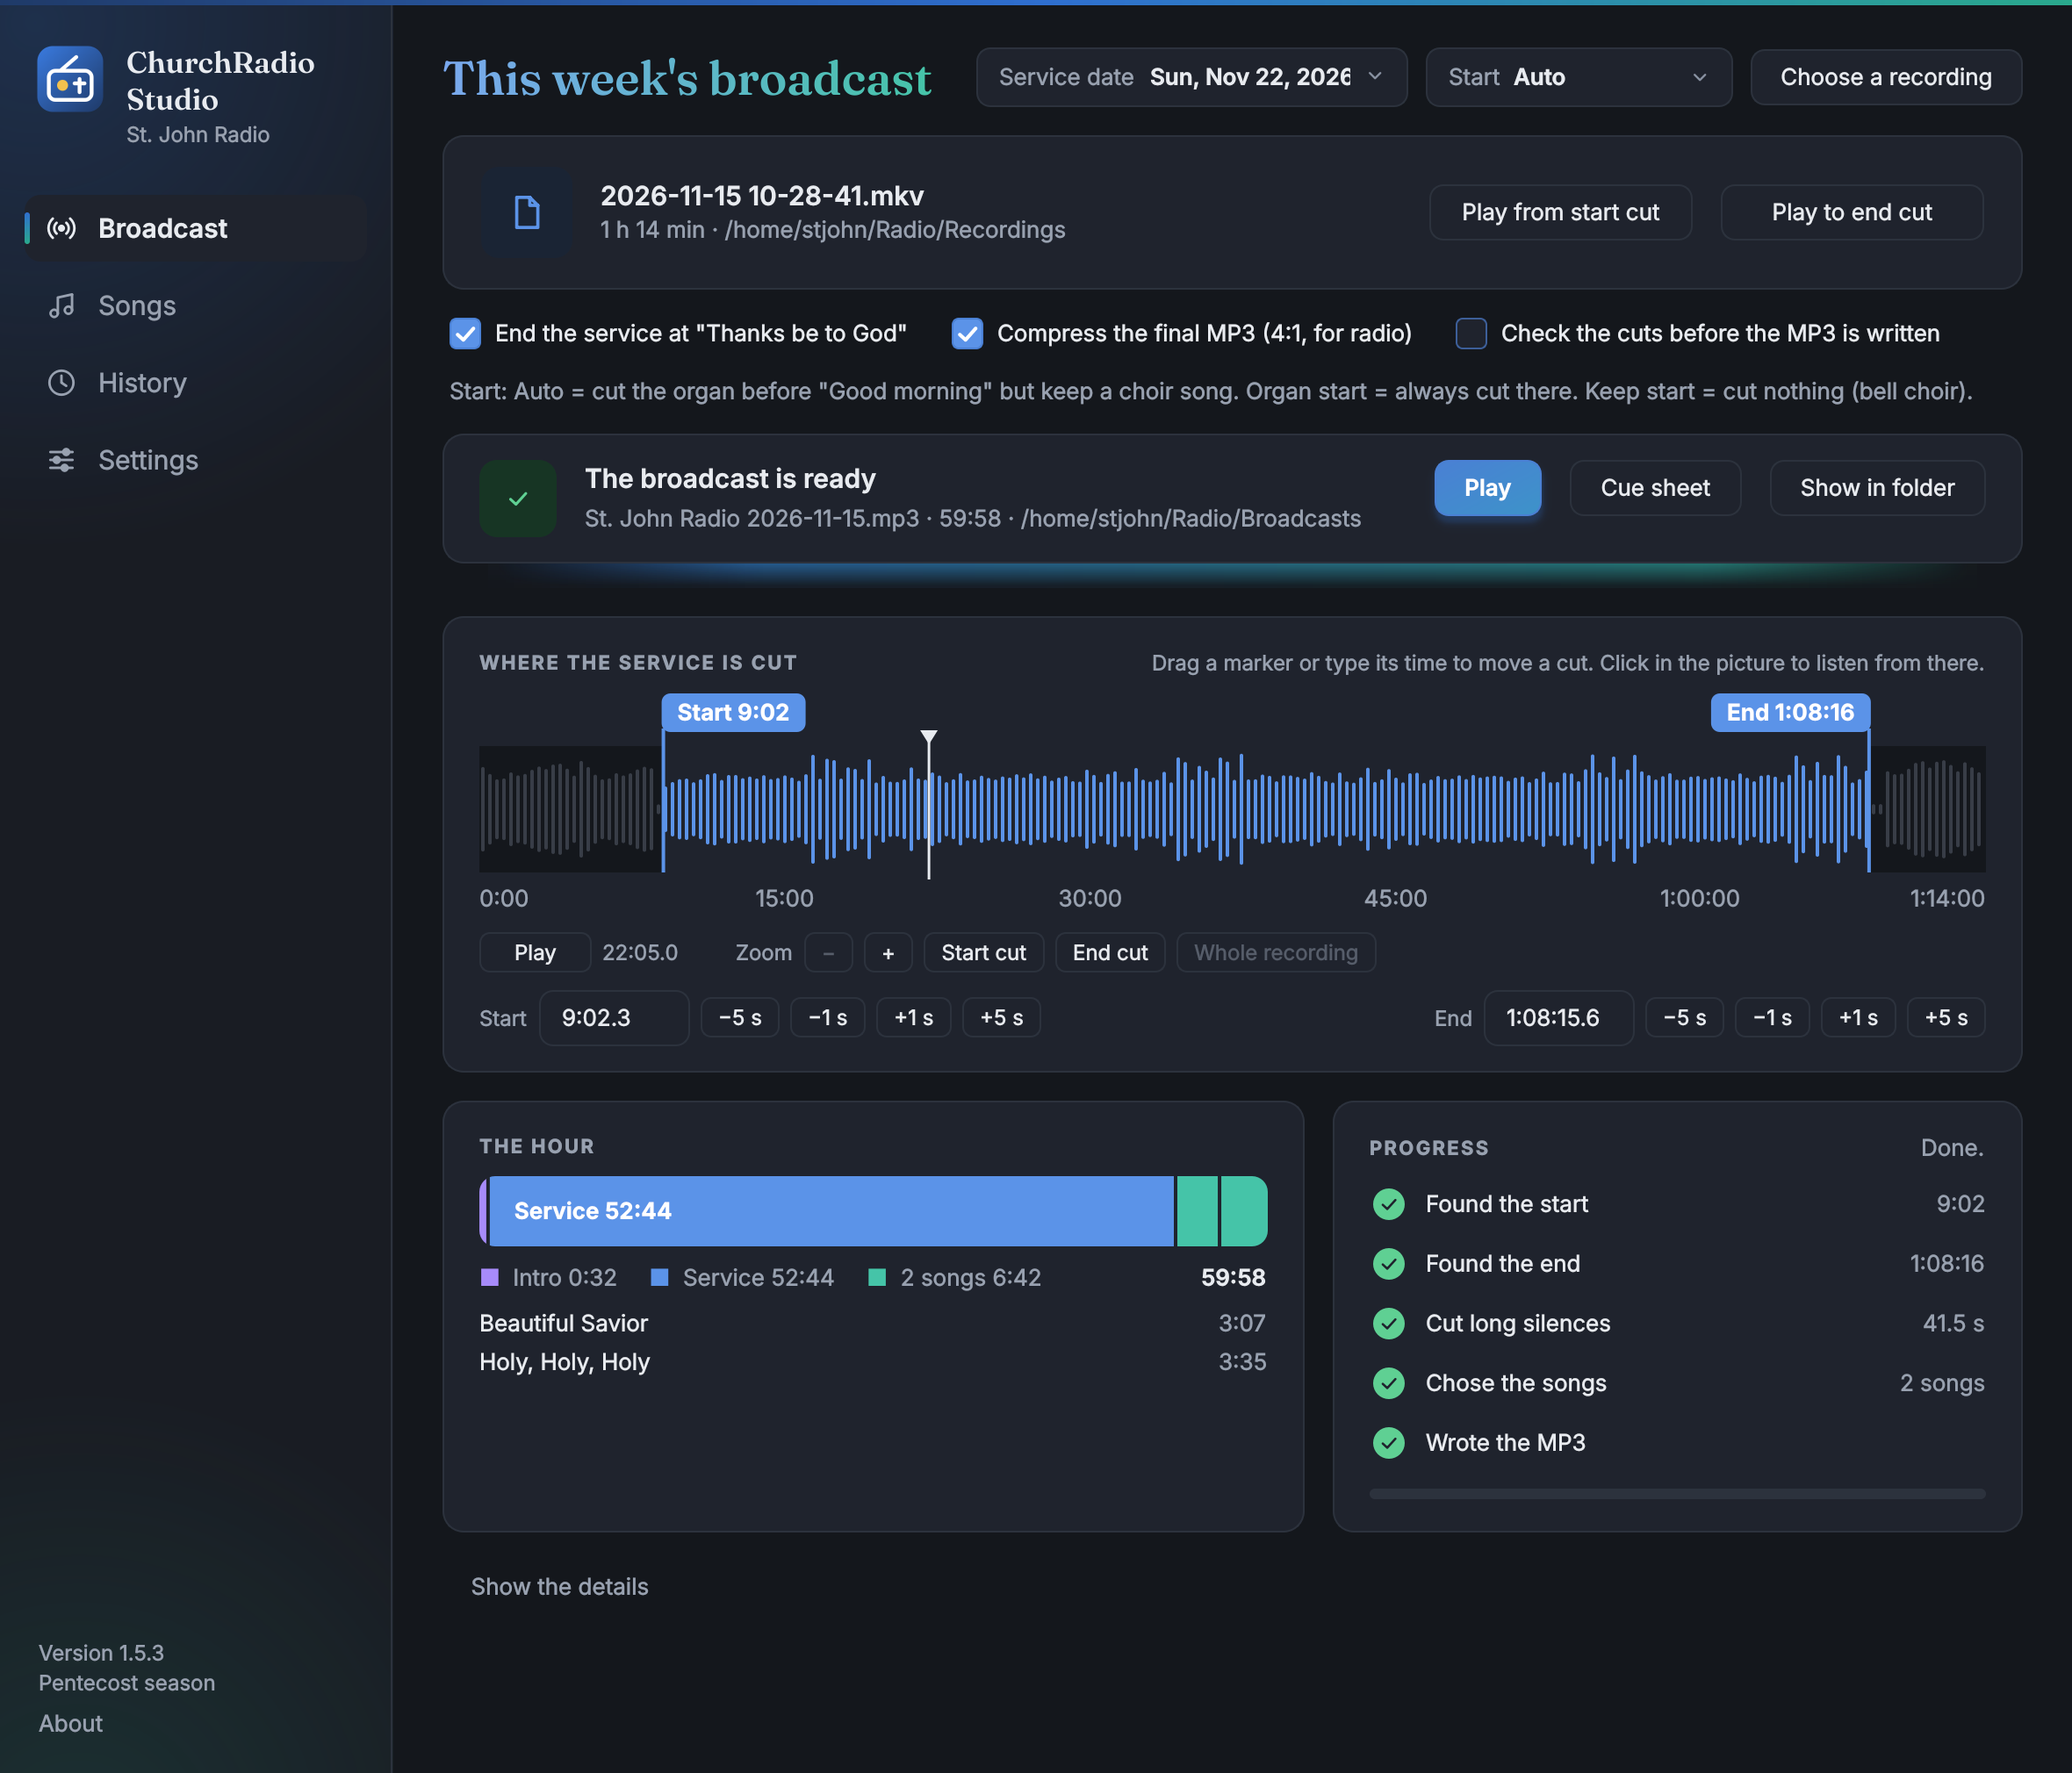 ChurchRadio
Studio
St. John Radio
Broadcast
Songs
History
Settings
Version 1.5.3
Pentecost season
About
This week's broadcast
Service date Sun, Nov 22, 2026
Start Auto
Choose a recording
2026-11-15 10-28-41.mkv
1 h 14 min · /home/stjohn/Radio/Recordings
Play from start cut
Play to end cut
End the service at "Thanks be to God"
Compress the final MP3 (4:1, for radio)
Check the cuts before the MP3 is written
Start: Auto = cut the organ before "Good morning" but keep a choir song. Organ start = always cut there. Keep start = cut nothing (bell choir).
The broadcast is ready
St. John Radio 2026-11-15.mp3 · 59:58 · /home/stjohn/Radio/Broadcasts
Play
Cue sheet
Show in folder
WHERE THE SERVICE IS CUT
Drag a marker or type its time to move a cut. Click in the picture to listen from there.
Start 9:02
End 1:08:16
0:00 15:00 30:00 45:00 1:00:00 1:14:00
Play 22:05.0 Zoom − + Start cut End cut Whole recording
Start 9:02.3 −5 s −1 s +1 s +5 s
End 1:08:15.6 −5 s −1 s +1 s +5 s
THE HOUR
Service 52:44
Intro 0:32 Service 52:44 2 songs 6:42 59:58
Beautiful Savior 3:07
Holy, Holy, Holy 3:35
PROGRESS Done.
Found the start 9:02
Found the end 1:08:16
Cut long silences 41.5 s
Chose the songs 2 songs
Wrote the MP3
Show the details